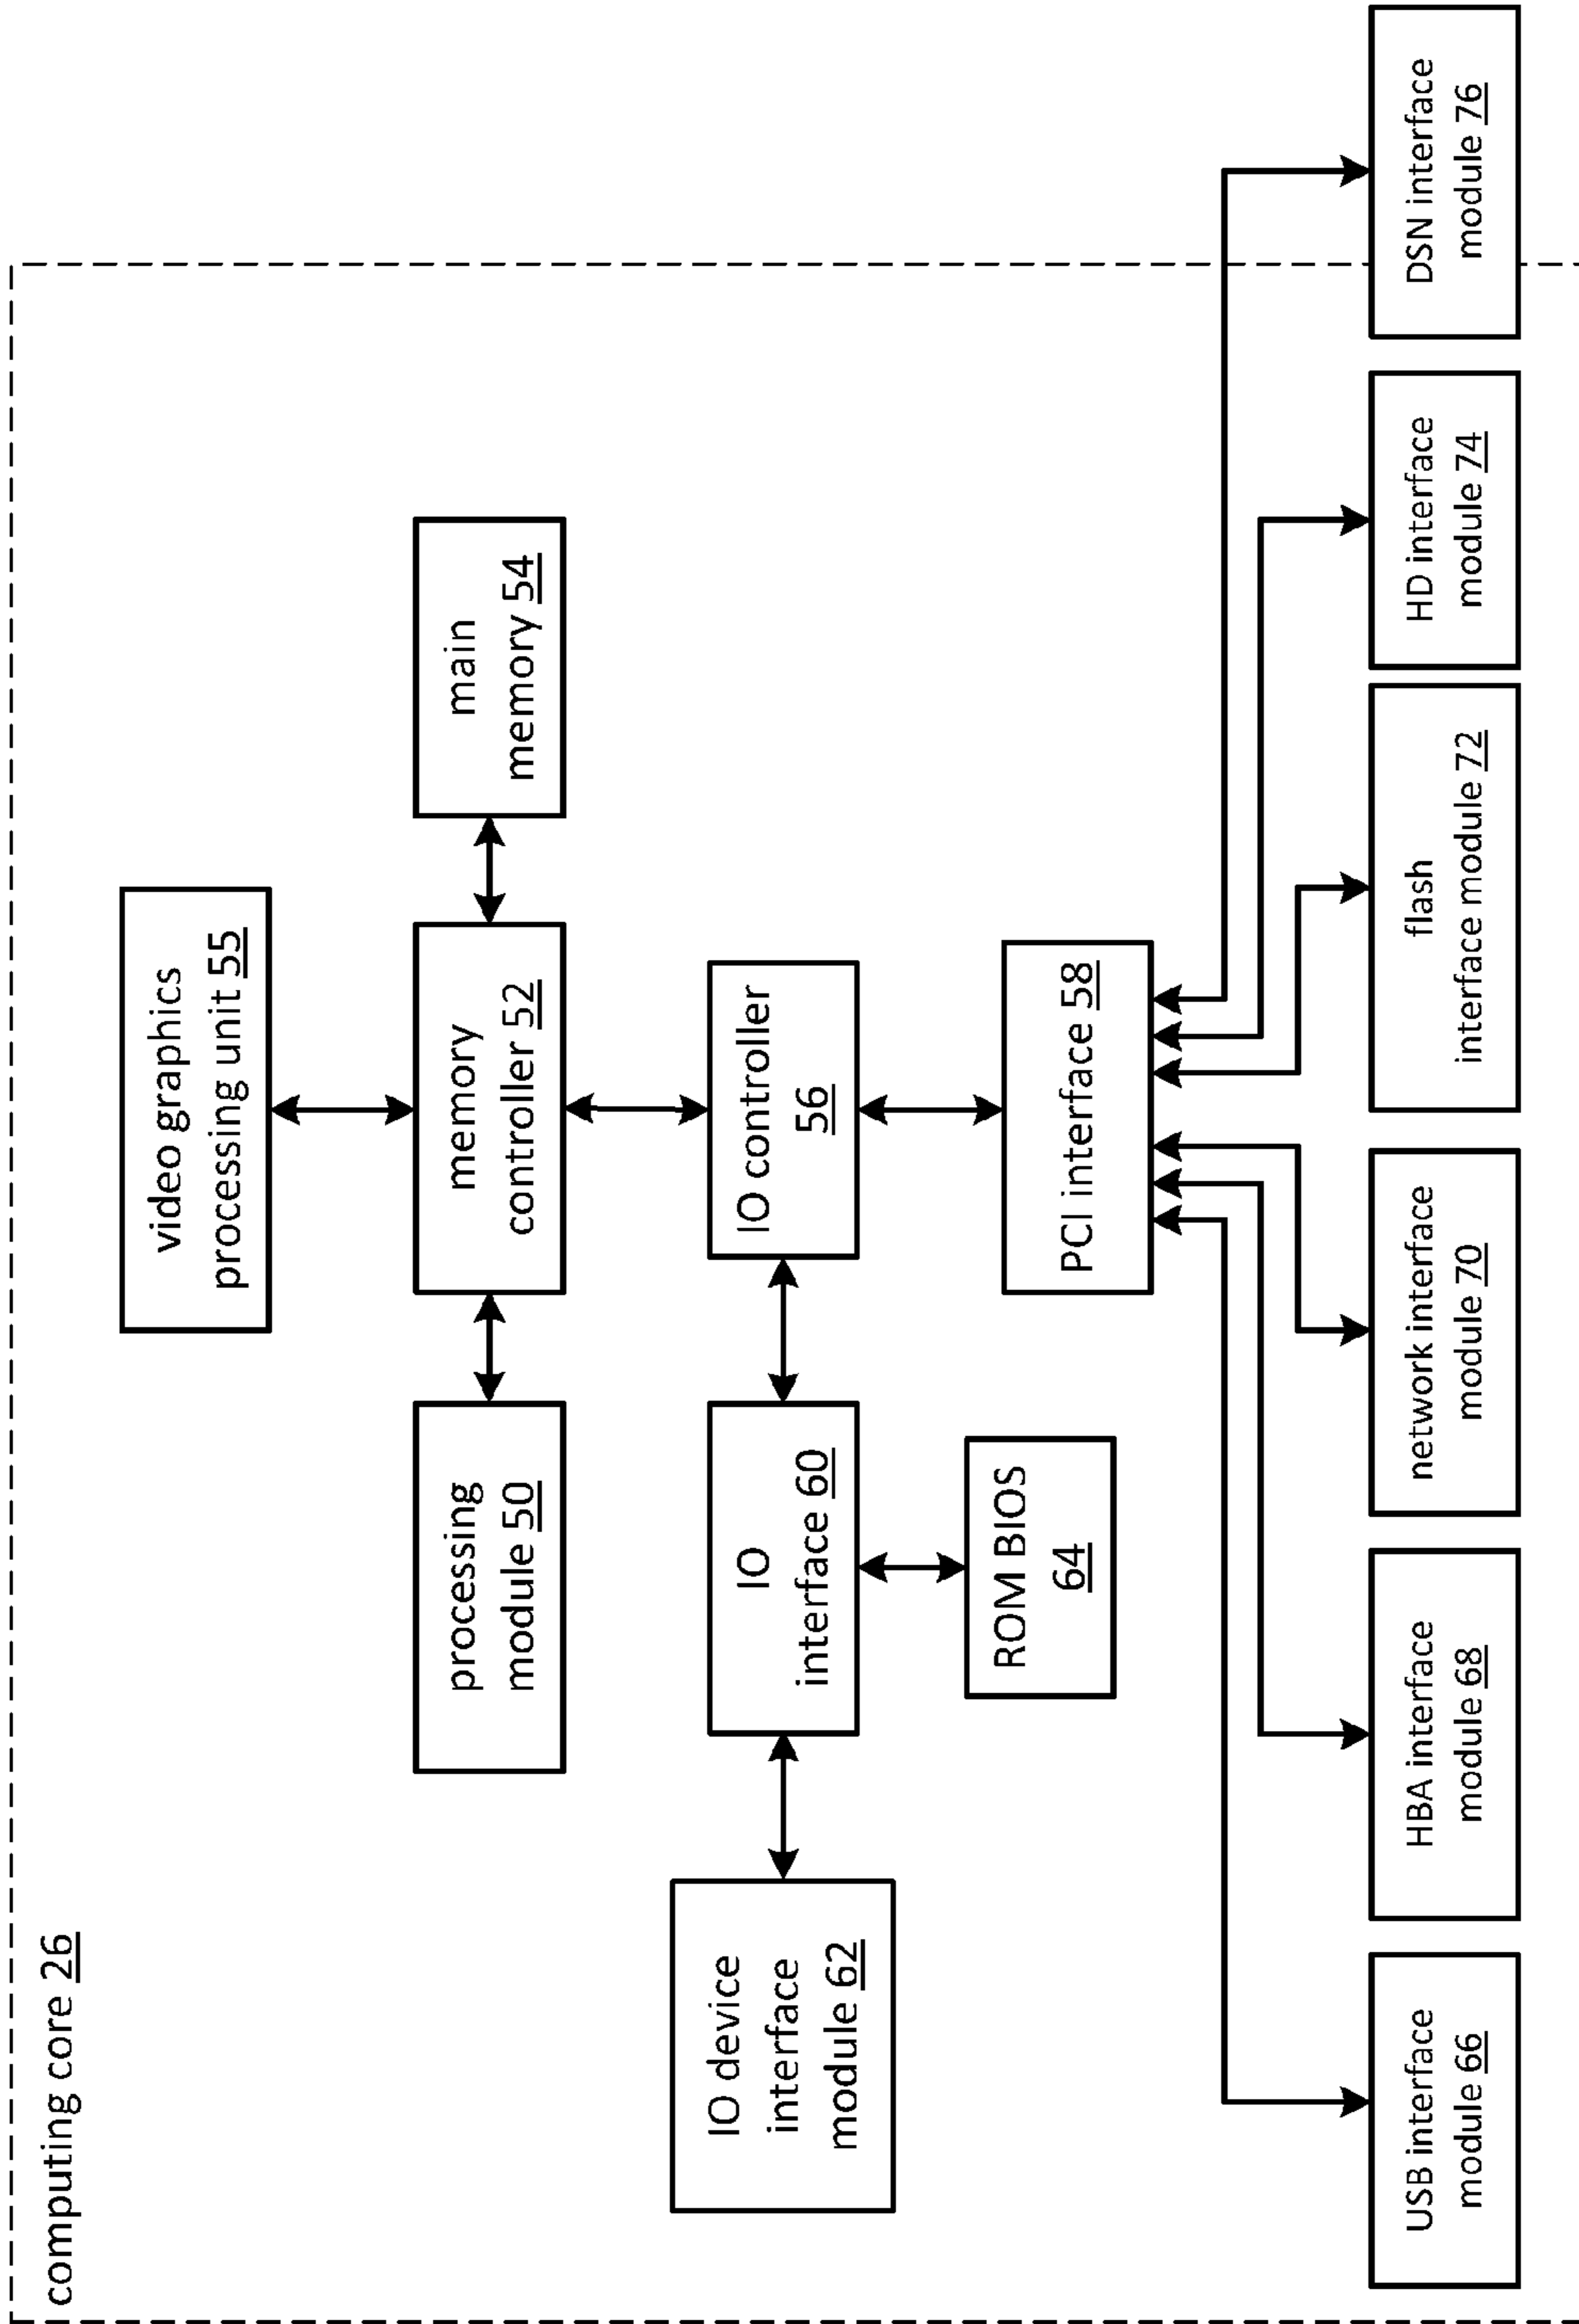 computing core 26
video graphics
processing unit 55
processing
module 50
memory
controller 52
main
memory 54
IO device
interface
module 62
IO
interface 60
IO controller
56
ROM BIOS
64
PCI interface 58
USB interface
module 66
HBA interface
module 68
network interface
module 70
flash
interface module 72
HD interface
module 74
DSN interface
module 76